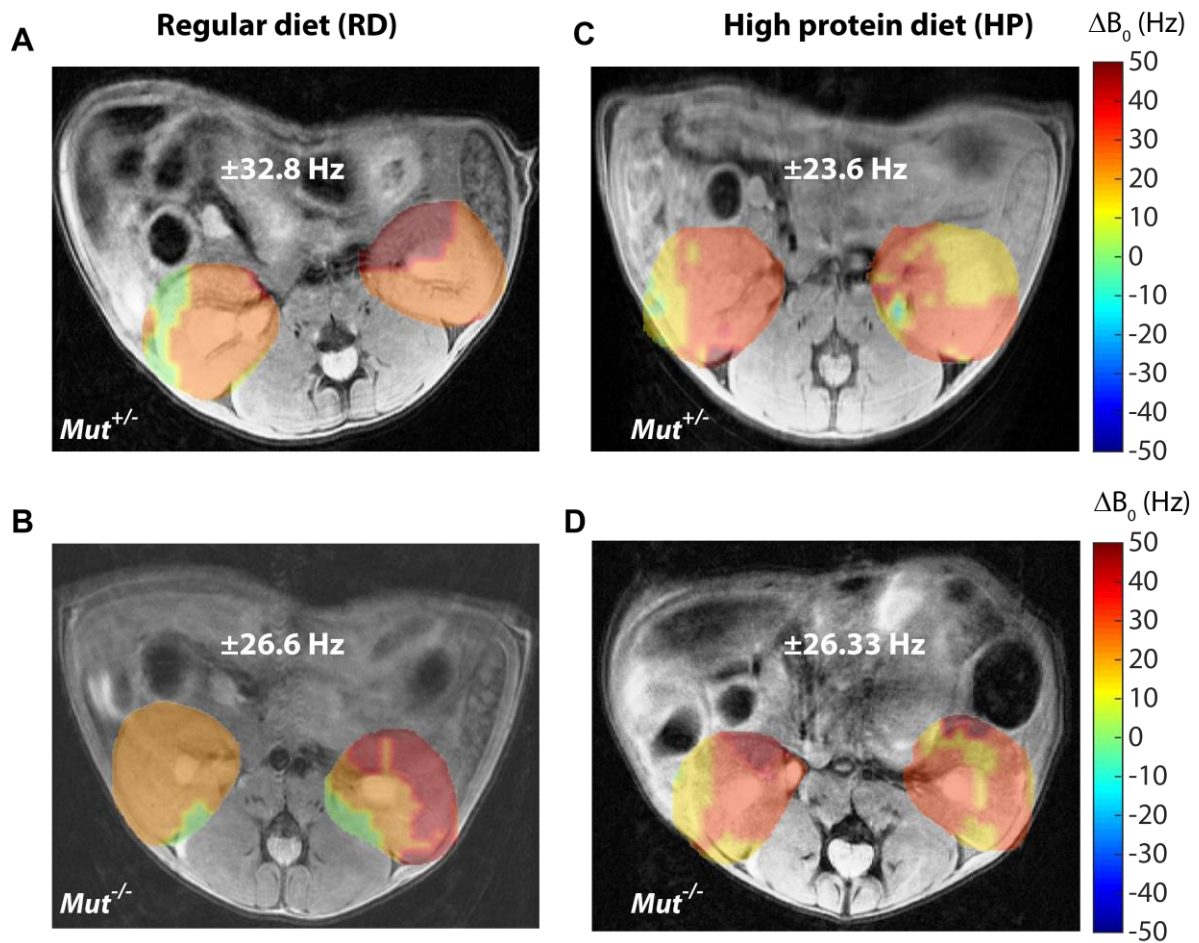 Regular diet (RD)
High protein diet (HP)
ΔB0 (Hz)
A
C
±32.8 Hz
±23.6 Hz
Mut+/-
Mut+/-
50
40
30
20
10
0
-10
-20
-30
-40
-50
B
D
ΔB0 (Hz)
±26.6 Hz
±26.33 Hz
Mut-/-
Mut-/-
50
40
30
20
10
0
-10
-20
-30
-40
-50